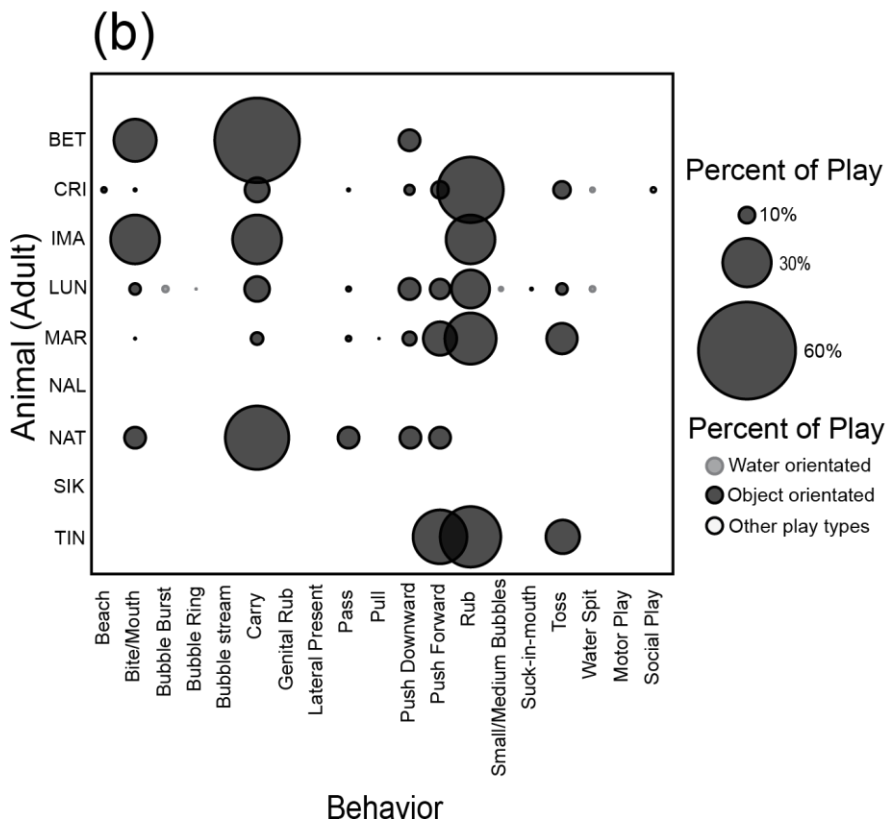 (b)
Animal (Adult)
BET
CRI
IMA
LUN
MAR
NAL
NAT
SIK
TIN
Beach
Bite/Mouth
Bubble Burst
Bubble Ring
Bubble stream
Carry
Genital Rub
Lateral Present
Pass
Pull
Push Downward
Push Forward
Rub
Small/Medium Bubbles
Suck-in-mouth
Toss
Water Spit
Motor Play
Social Play
Behavior
Percent of Play
10%
30%
60%
Percent of Play
Water orientated
Object orientated
Other play types